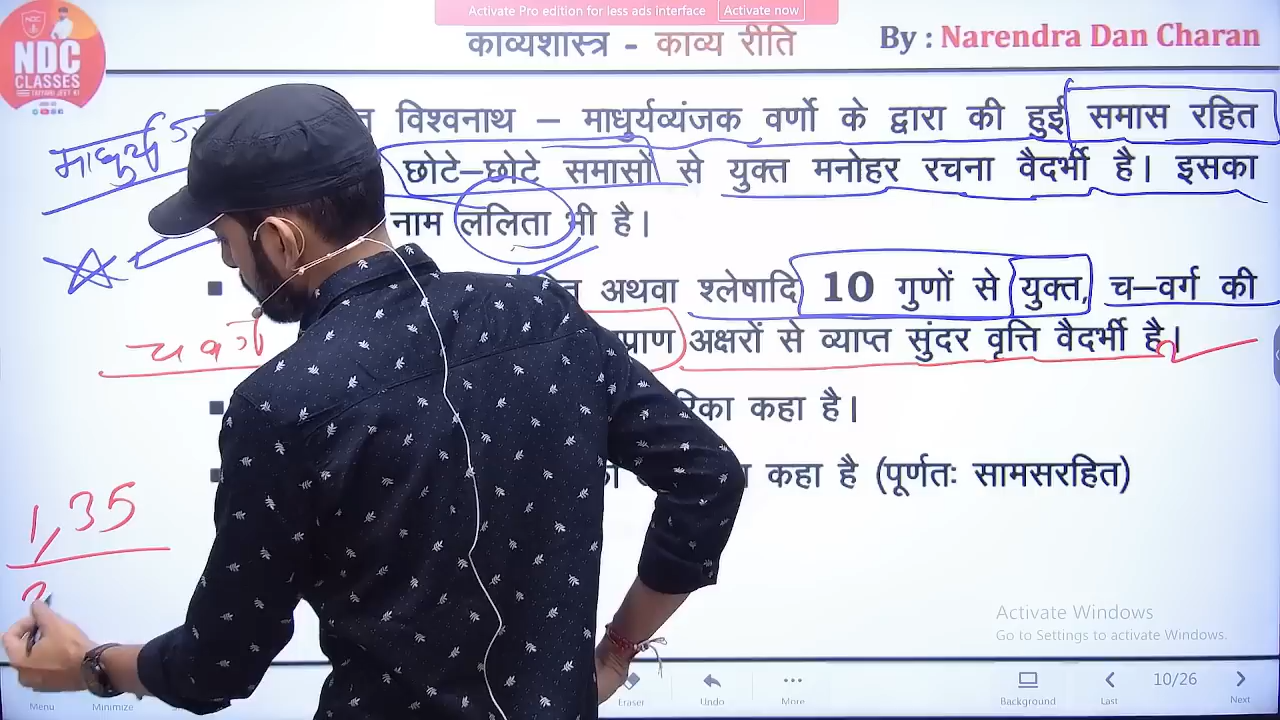 Activate Pro edition for less ads interface Activate now
काव्यशास्त्र - काव्य रीति
By : Narendra Dan Charan
NDC
CLASSES
विश्वनाथ – माधुर्यव्यंजक वर्णो के द्वारा की हुई समास रहित
माधुर्य
छोटे–छोटे समासों से युक्त मनोहर रचना वैदर्भी है। इसका
नाम ललिता भी है।
अथवा श्लेषादि 10 गुणों से युक्त, च–वर्ग की
च वर्ग
प्राण अक्षरों से व्याप्त सुंदर वृत्ति वैदर्भी है।
कहा है।
कहा है (पूर्णतः सामसरहित)
1,35
Activate Windows
Go to Settings to activate Windows.
Menu Minimize Eraser Undo More Background Last 10/26 Next